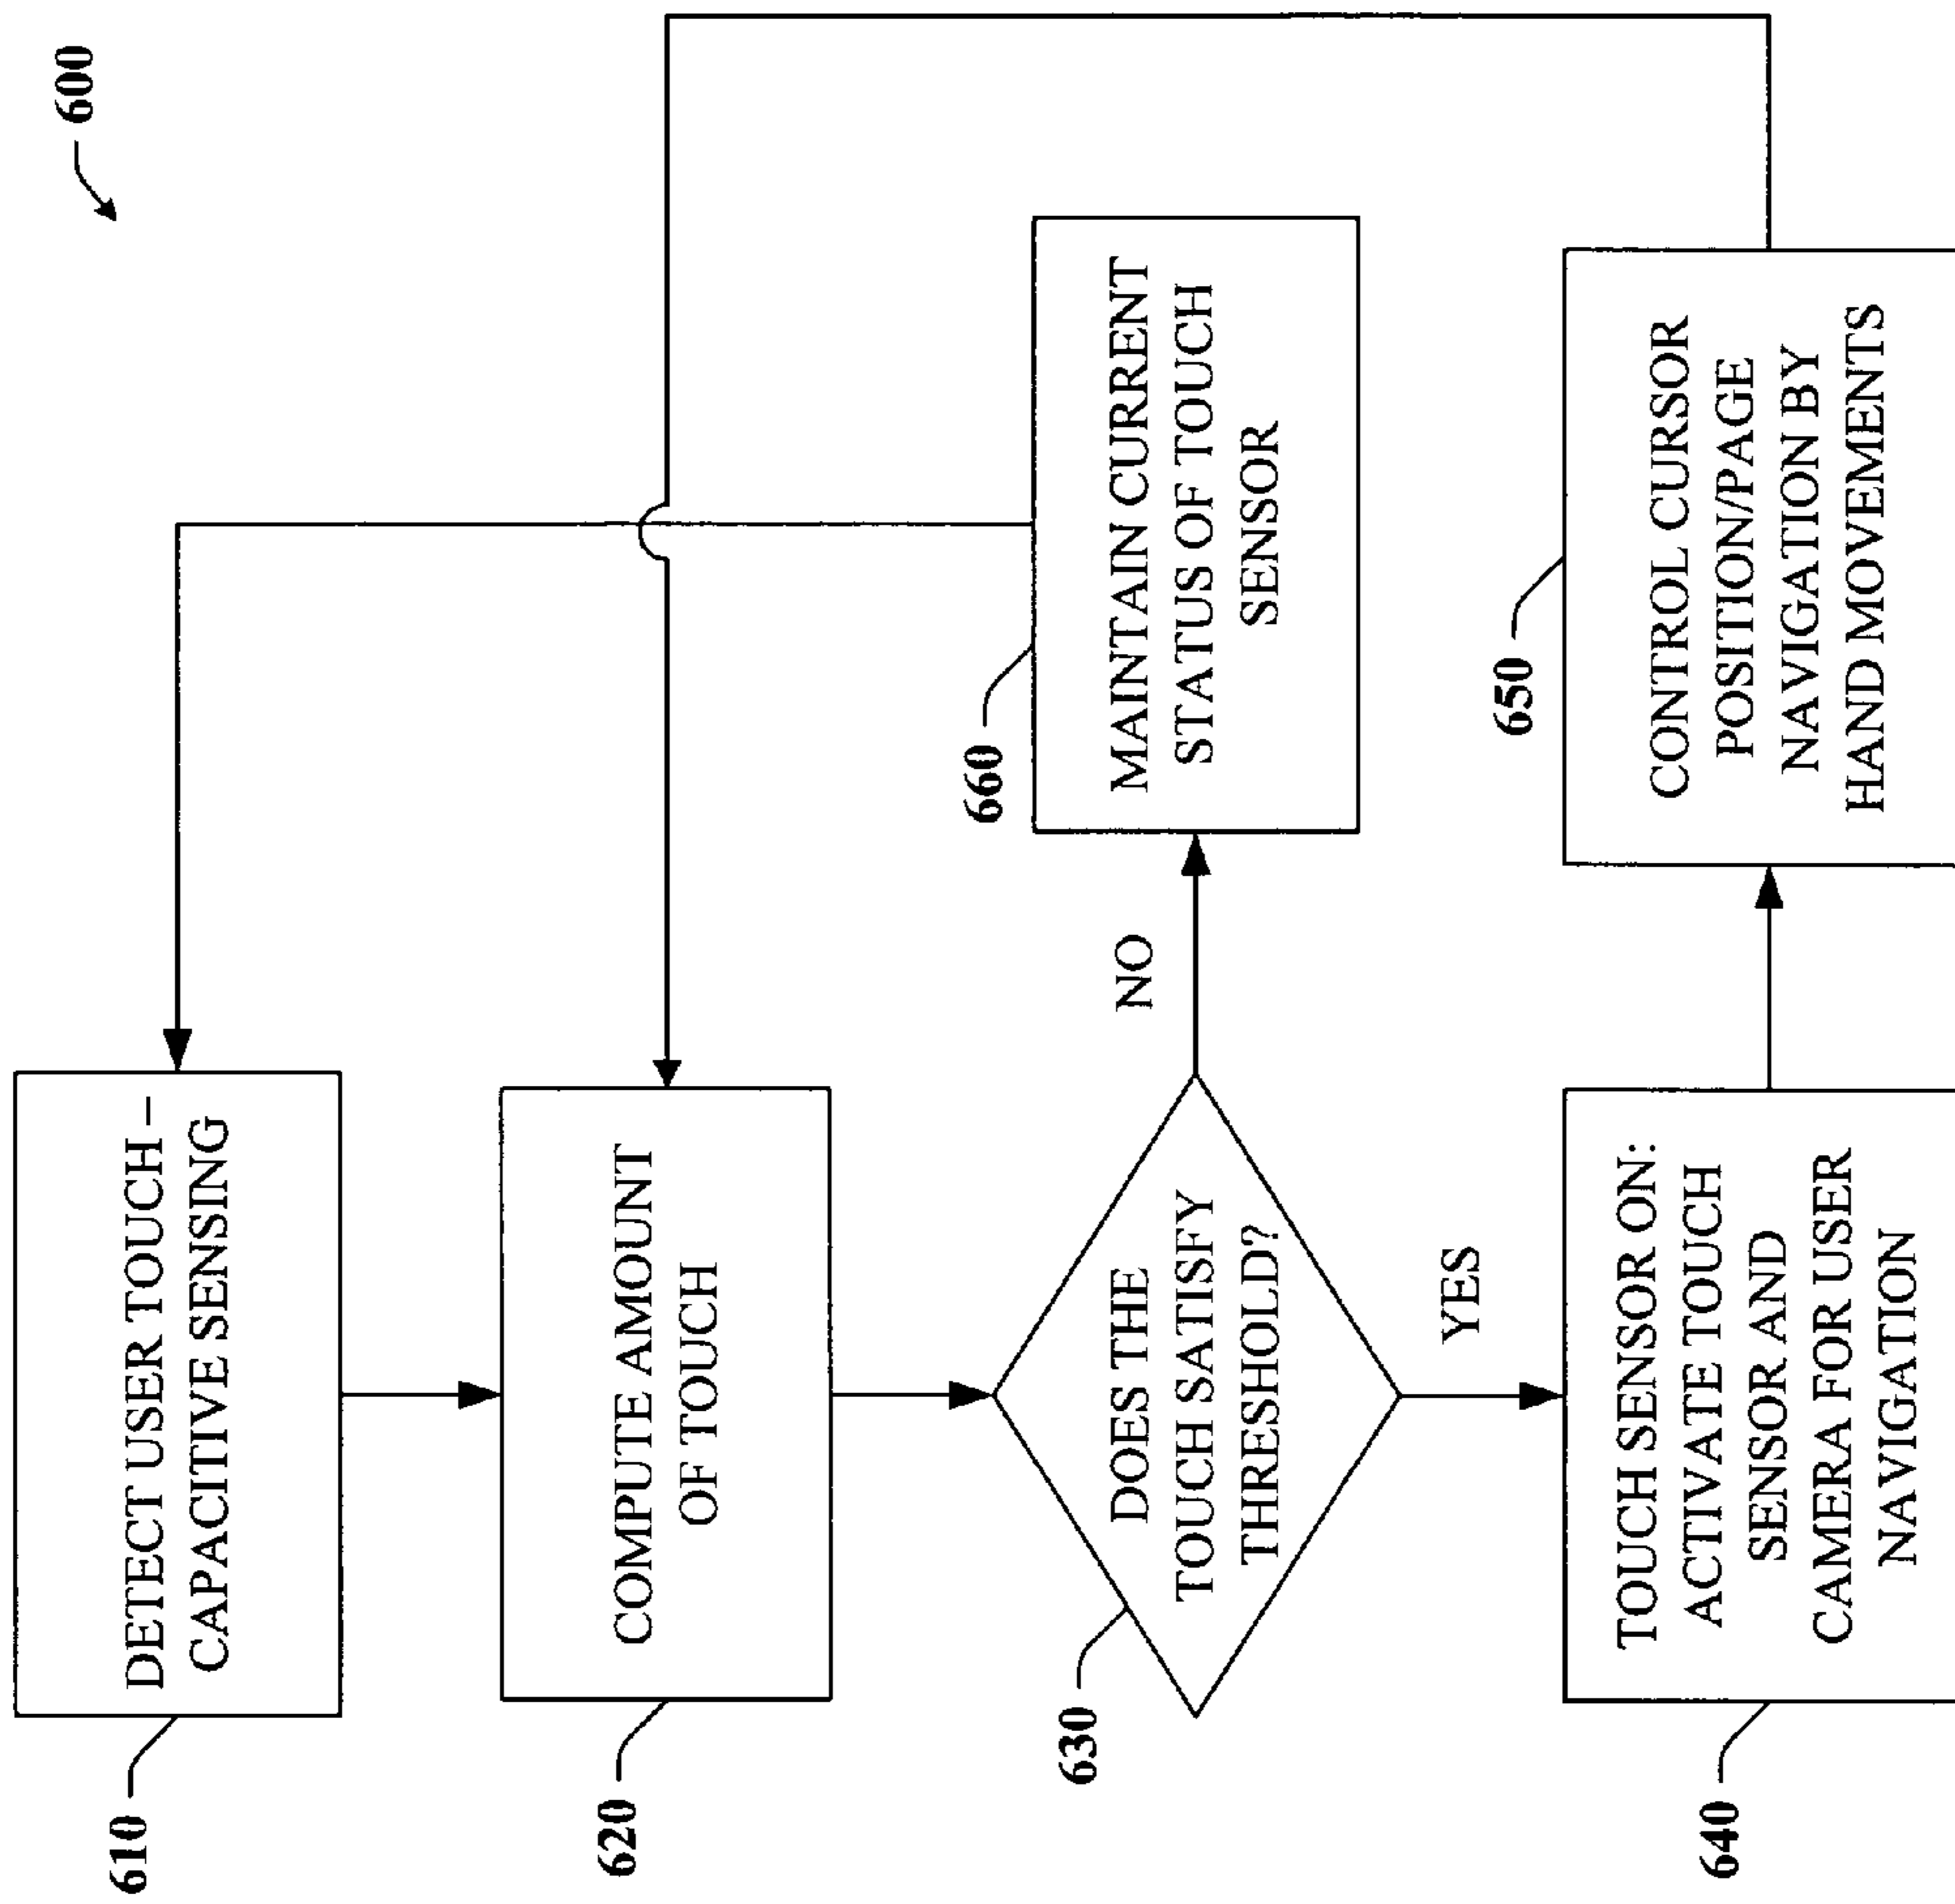 600
610
DETECT USER TOUCH –
CAPACITIVE SENSING
620
COMPUTE AMOUNT
OF TOUCH
630
DOES THE
TOUCH SATISFY
THRESHOLD?
NO
660
MAINTAIN CURRENT
STATUS OF TOUCH
SENSOR
YES
640
TOUCH SENSOR ON:
ACTIVATE TOUCH
SENSOR AND
CAMERA FOR USER
NAVIGATION
650
CONTROL CURSOR
POSITION/PAGE
NAVIGATION BY
HAND MOVEMENTS